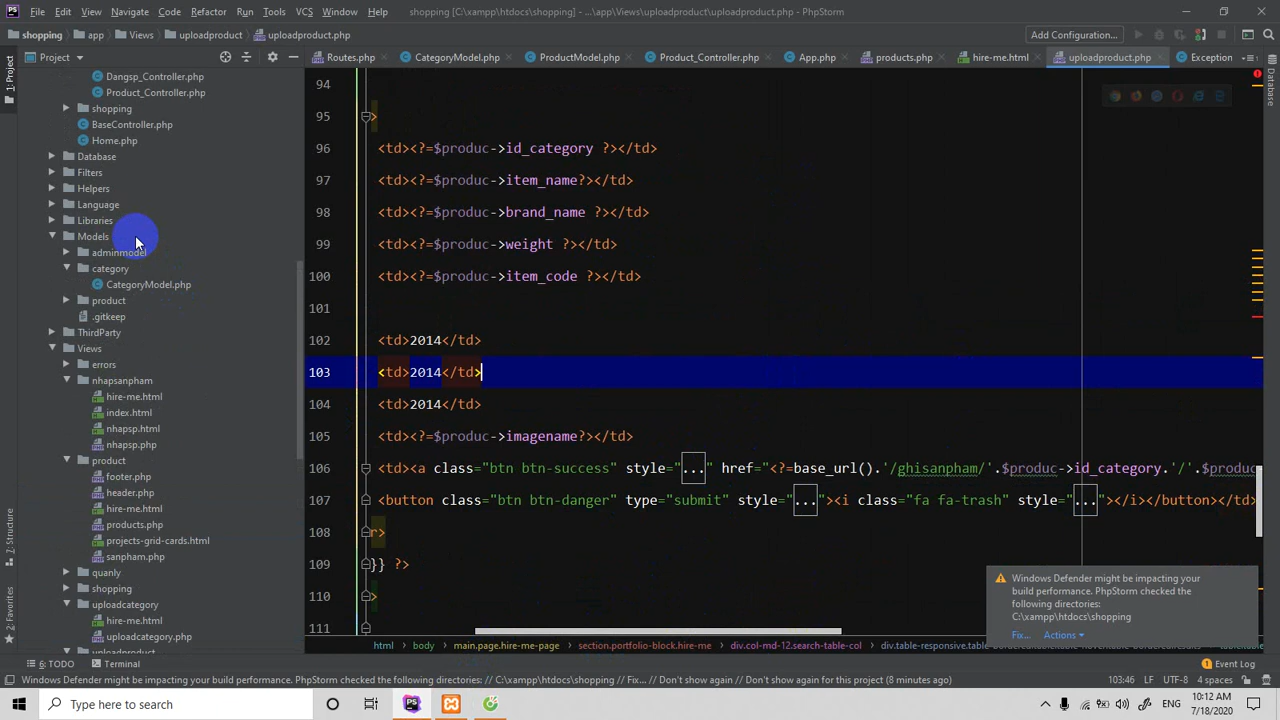 File Edit View Navigate Code Refactor Run Tools VCS Window Help shopping [C:\xampp\htdocs\shopping] - ...\app\Views\uploadproduct.php - PhpStorm
shopping > app > Views > uploadproduct > uploadproduct.php Add Configuration...
Project Routes.php CategoryModel.php ProductModel.php Product_Controller.php App.php products.php hire-me.html uploadproduct.php Exception
1: Project
Database
Dangsp_Controller.php
Product_Controller.php
shopping
BaseController.php
Home.php
Database
Filters
Helpers
Language
Libraries
Models
adminmodel
category
CategoryModel.php
product
.gitkeep
ThirdParty
Views
errors
nhapsanpham
hire-me.html
index.html
nhapsp.html
nhapsp.php
product
footer.php
header.php
hire-me.html
products.php
projects-grid-cards.html
sanpham.php
quanly
shopping
uploadcategory
hire-me.html
uploadcategory.php
uploadproduct
7: Structure
2: Favorites
94
95 >
96 <td><?=$produc->id_category ?></td>
97 <td><?=$produc->item_name?></td>
98 <td><?=$produc->brand_name ?></td>
99 <td><?=$produc->weight ?></td>
100 <td><?=$produc->item_code ?></td>
101
102 <td>2014</td>
103 <td>2014</td>
104 <td>2014</td>
105 <td><?=$produc->imagename?></td>
106 <td><a class="btn btn-success" style="..." href="<?=base_url().'/ghisanpham/'.$produc->id_category.'/'.$produc
107 <button class="btn btn-danger" type="submit" style="..."><i class="fa fa-trash" style="..."></i></button></td>
108 r>
109 }} ?>
110 >
111
Windows Defender might be impacting your
build performance. PhpStorm checked the
following directories:
C:\xampp\htdocs\shopping
Fix... Actions
html body main.page.hire-me-page section.portfolio-block.hire-me div.col-md-12.search-table-col
6: TODO Terminal Event Log
Windows Defender might be impacting your build performance. PhpStorm checked the following directories: // C:\xampp\htdocs\shopping // Fix... // Don't show again // Don't show again for this project (8 minutes ago) 103:46 LF UTF-8 4 spaces
Type here to search
10:12 AM
7/18/2020